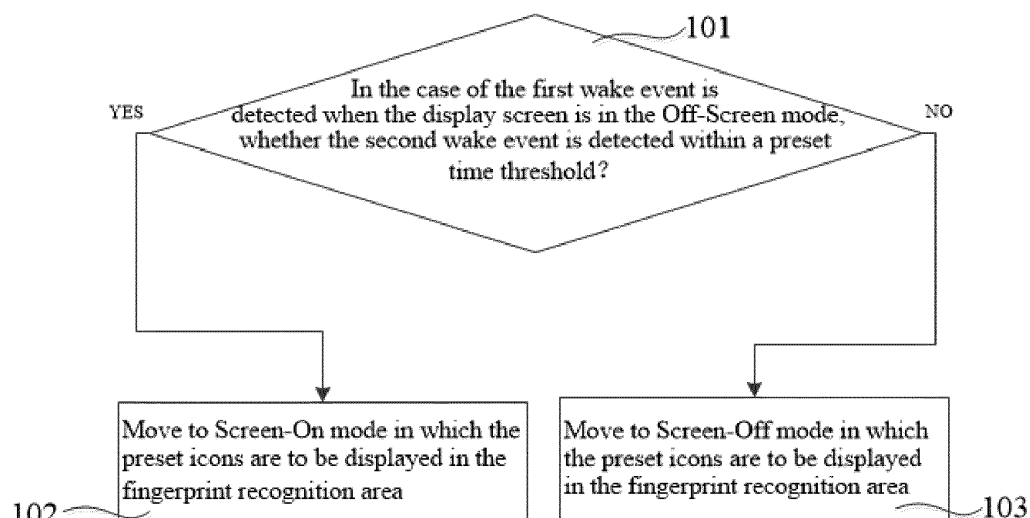 101
In the case of the first wake event is
YES
NO
detected when the display screen is in the Off-Screen mode,
whether the second wake event is detected within a preset
time threshold?
Move to Screen-On mode in which the
preset icons are to be displayed in the
fingerprint recognition area
102
Move to Screen-Off mode in which
the preset icons are to be displayed
in the fingerprint recognition area
103